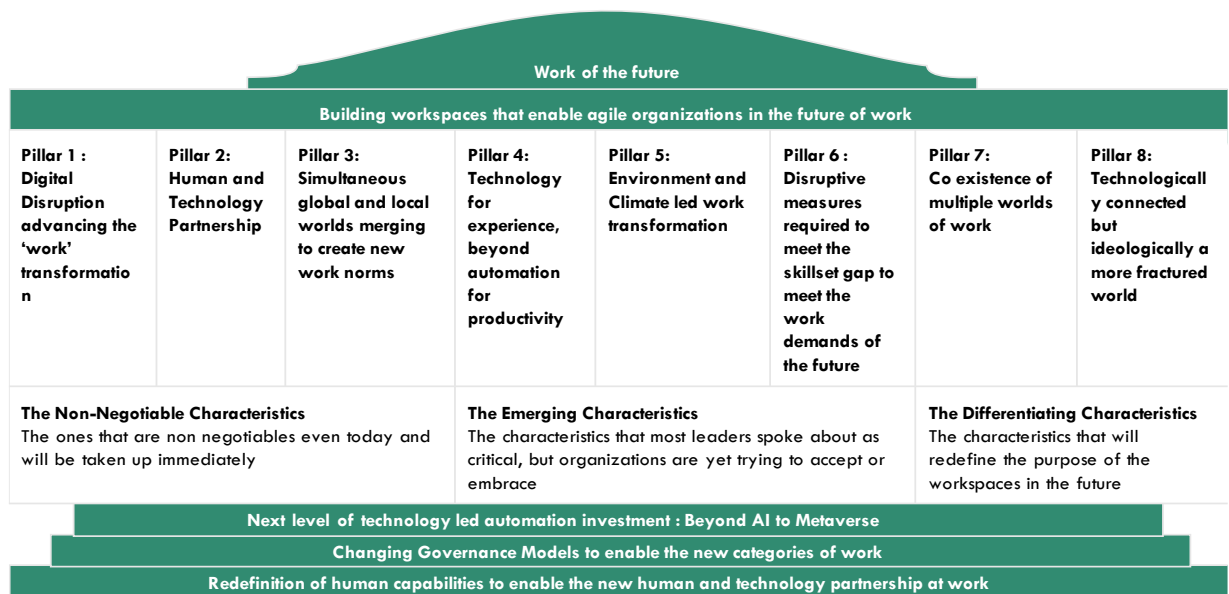 Work of the future
Building workspaces that enable agile organizations in the future of work
Pillar 1 :
Digital
Disruption
advancing the
‘work’
transformatio
n
Pillar 2:
Human and
Technology
Partnership
Pillar 3:
Simultaneous
global and local
worlds merging
to create new
work norms
Pillar 4:
Technology
for
experience,
beyond
automation
for
productivity
Pillar 5:
Environment and
Climate led work
transformation
Pillar 6 :
Disruptive
measures
required to
meet the
skillset gap to
meet the
work
demands of
the future
Pillar 7:
Co existence of
multiple worlds
of work
Pillar 8:
Technologicall
y connected
but
ideologically a
more fractured
world
The Non-Negotiable Characteristics
The ones that are non negotiables even today and
will be taken up immediately
The Emerging Characteristics
The characteristics that most leaders spoke about as
critical, but organizations are yet trying to accept or
embrace
The Differentiating Characteristics
The characteristics that will
redefine the purpose of the
workspaces in the future
Next level of technology led automation investment : Beyond AI to Metaverse
Changing Governance Models to enable the new categories of work
Redefinition of human capabilities to enable the new human and technology partnership at work